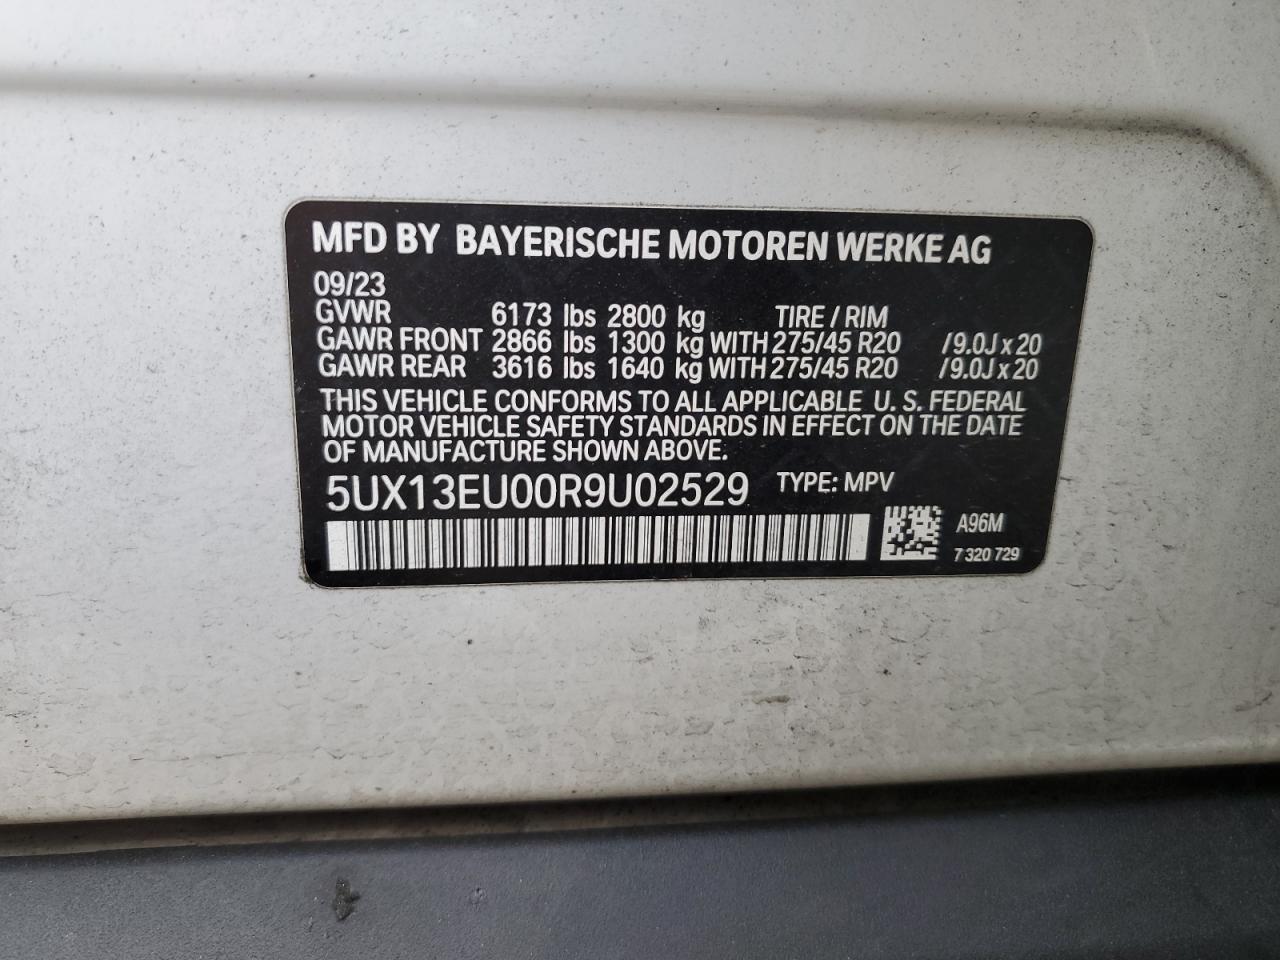 MFD BY BAYERISCHE MOTOREN WERKE AG
09/23
GVWR 6173 lbs 2800 kg TIRE / RIM
GAWR FRONT 2866 lbs 1300 kg WITH 275/45 R20 /9.0J x 20
GAWR REAR 3616 lbs 1640 kg WITH 275/45 R20 /9.0J x 20
THIS VEHICLE CONFORMS TO ALL APPLICABLE U. S. FEDERAL
MOTOR VEHICLE SAFETY STANDARDS IN EFFECT ON THE DATE
OF MANUFACTURE SHOWN ABOVE.
5UX13EU00R9U02529 TYPE: MPV
A96M
7 320 729